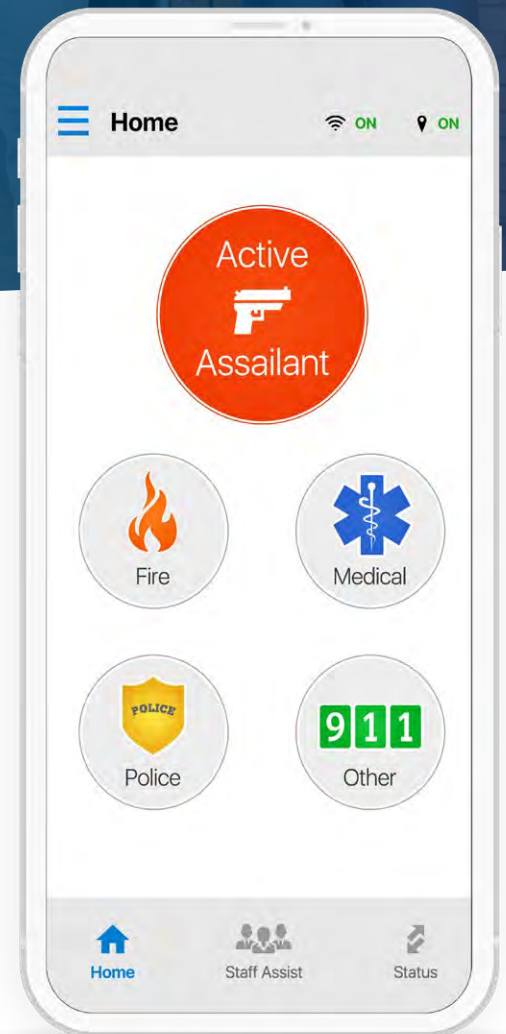 Home
ON
ON
Active
Assailant
Fire
Medical
POLICE
Police
911
Other
Home
Staff Assist
Status